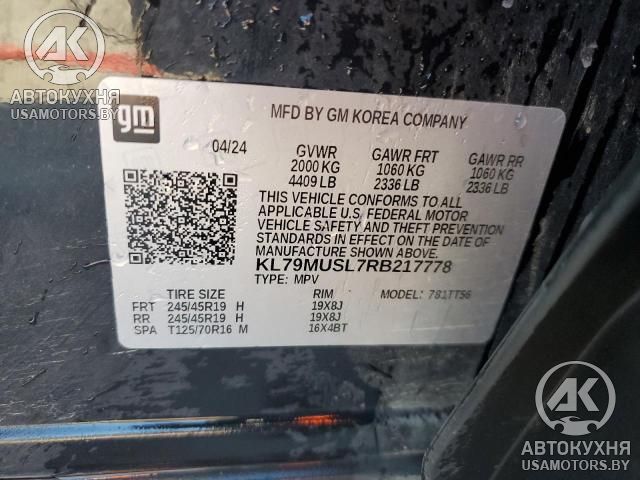 AK
АВТОКУХНЯ
USAMOTORS.BY
gm
MFD BY GM KOREA COMPANY
04/24 GVWR GAWR FRT GAWR RR
2000 KG 1060 KG 1060 KG
4409 LB 2336 LB 2336 LB
THIS VEHICLE CONFORMS TO ALL
APPLICABLE U.S. FEDERAL MOTOR
VEHICLE SAFETY AND THEFT PREVENTION
STANDARDS IN EFFECT ON THE DATE OF
MANUFACTURE SHOWN ABOVE.
KL79MUSL7RB217778
TYPE: MPV MODEL: 781TT56
TIRE SIZE RIM
FRT 245/45R19 H 19X8J
RR 245/45R19 H 19X8J
SPA T125/70R16 M 16X4BT
AK
АВТОКУХНЯ
USAMOTORS.BY